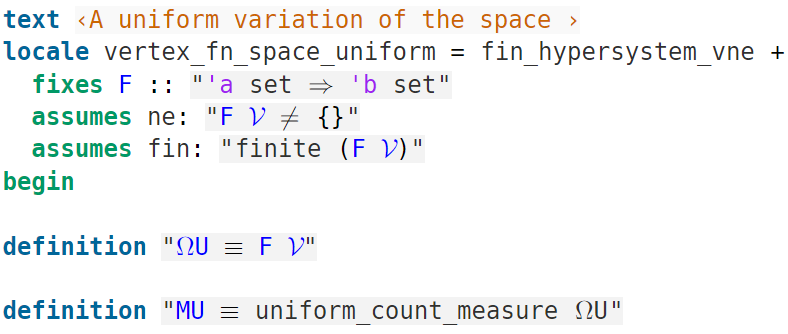 text ‹A uniform variation of the space ›
locale vertex_fn_space_uniform = fin_hypersystem_vne +
  fixes F :: "'a set ⇒ 'b set"
  assumes ne: "F 𝒱 ≠ {}"
  assumes fin: "finite (F 𝒱)"
begin
definition "ΩU ≡ F 𝒱"
definition "MU ≡ uniform_count_measure ΩU"